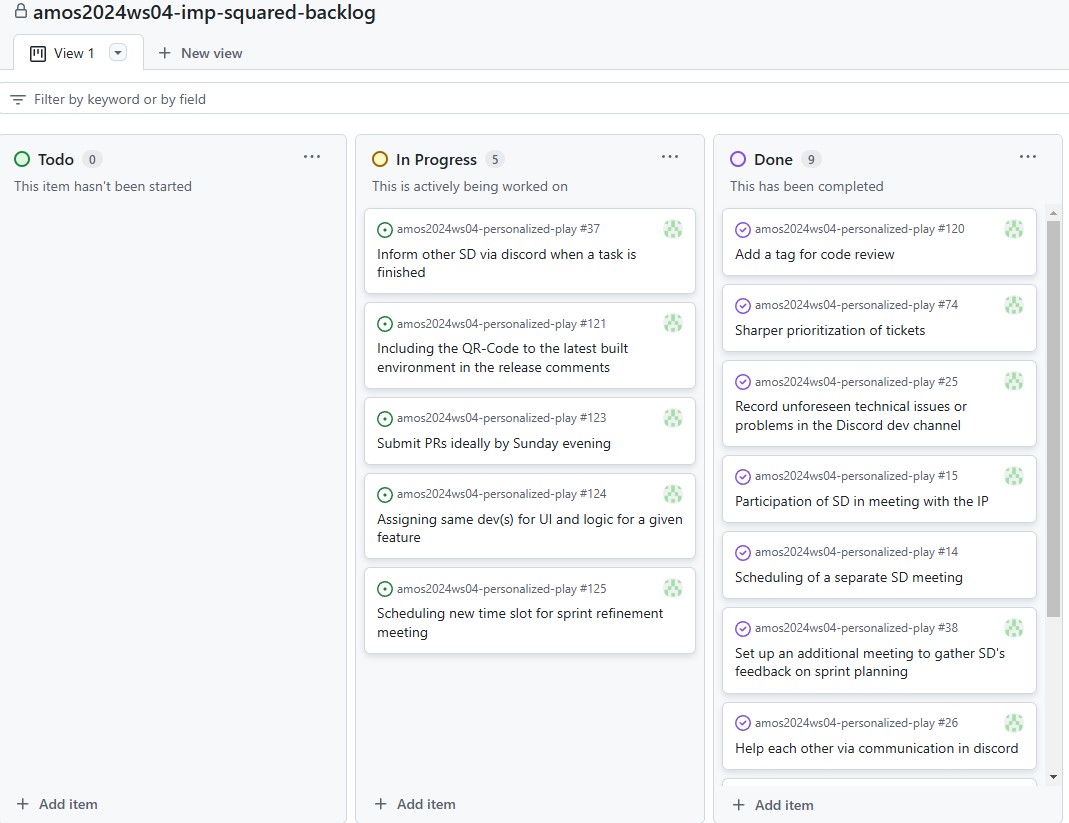 amos2024ws04-imp-squared-backlog
View 1
New view
Filter by keyword or by field
Todo 0
This item hasn't been started
Add item
In Progress 5
This is actively being worked on
amos2024ws04-personalized-play #37
Inform other SD via discord when a task is
finished
amos2024ws04-personalized-play #121
Including the QR-Code to the latest built
environment in the release comments
amos2024ws04-personalized-play #123
Submit PRs ideally by Sunday evening
amos2024ws04-personalized-play #124
Assigning same dev(s) for UI and logic for a given
feature
amos2024ws04-personalized-play #125
Scheduling new time slot for sprint refinement
meeting
Add item
Done 9
This has been completed
amos2024ws04-personalized-play #120
Add a tag for code review
amos2024ws04-personalized-play #74
Sharper prioritization of tickets
amos2024ws04-personalized-play #25
Record unforeseen technical issues or
problems in the Discord dev channel
amos2024ws04-personalized-play #15
Participation of SD in meeting with the IP
amos2024ws04-personalized-play #14
Scheduling of a separate SD meeting
amos2024ws04-personalized-play #38
Set up an additional meeting to gather SD's
feedback on sprint planning
amos2024ws04-personalized-play #26
Help each other via communication in discord
Add item